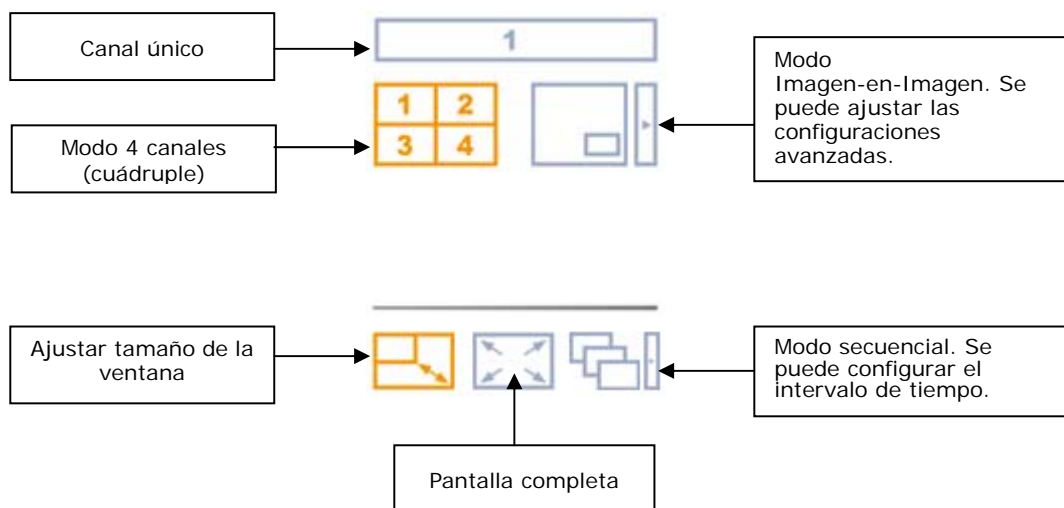 Canal único
1
Modo
Imagen-en-Imagen. Se
puede ajustar las
configuraciones
avanzadas.
1 2
3 4
Modo 4 canales
(cuádruple)
Ajustar tamaño de la
ventana
Modo secuencial. Se
puede configurar el
intervalo de tiempo.
Pantalla completa